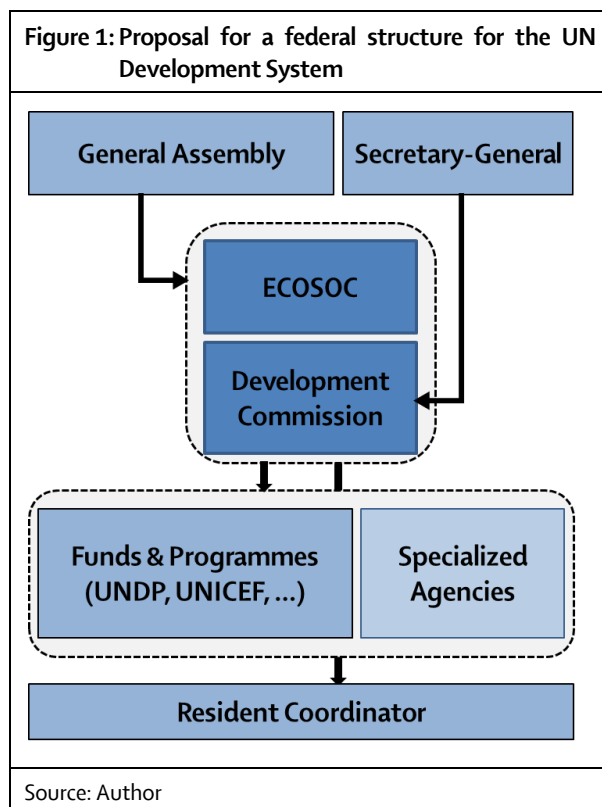 Figure 1: Proposal for a federal structure for the UN
Development System
General Assembly
Secretary-General
ECOSOC
Development
Commission
Funds & Programmes
(UNDP, UNICEF, ...)
Specialized
Agencies
Resident Coordinator
Source: Author